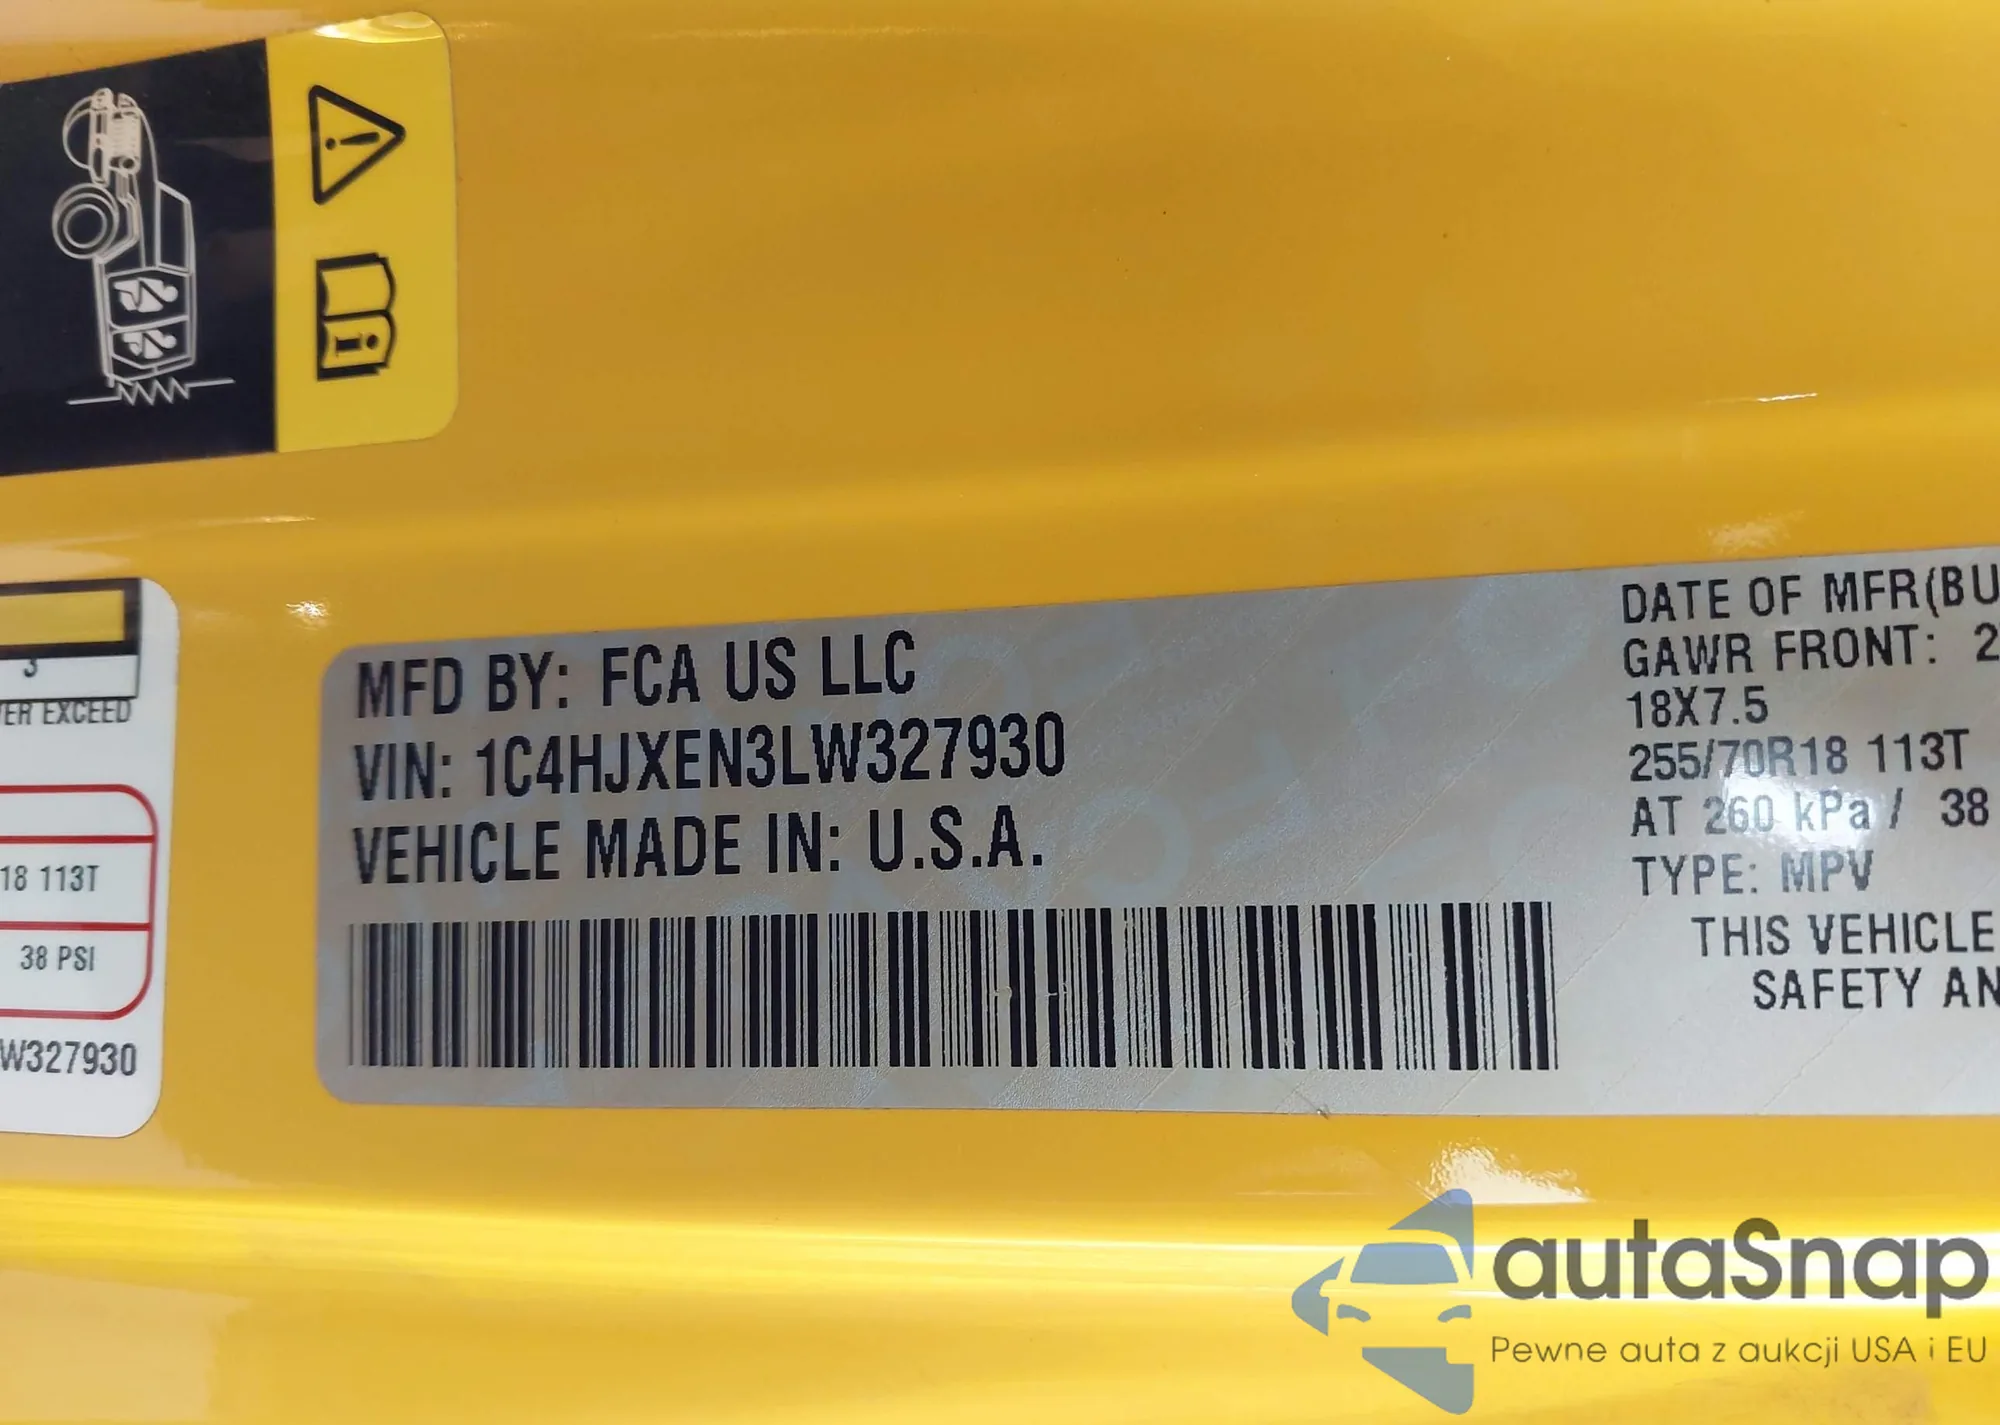 3
ER EXCEED
18 113T
38 PSI
W327930
MFD BY: FCA US LLC
VIN: 1C4HJXEN3LW327930
VEHICLE MADE IN: U.S.A.
DATE OF MFR(BU
GAWR FRONT: 2
18X7.5
255/70R18 113T
AT 260 kPa / 38
TYPE: MPV
THIS VEHICLE
SAFETY AN
autaSnap
Pewne auta z aukcji USA i EU